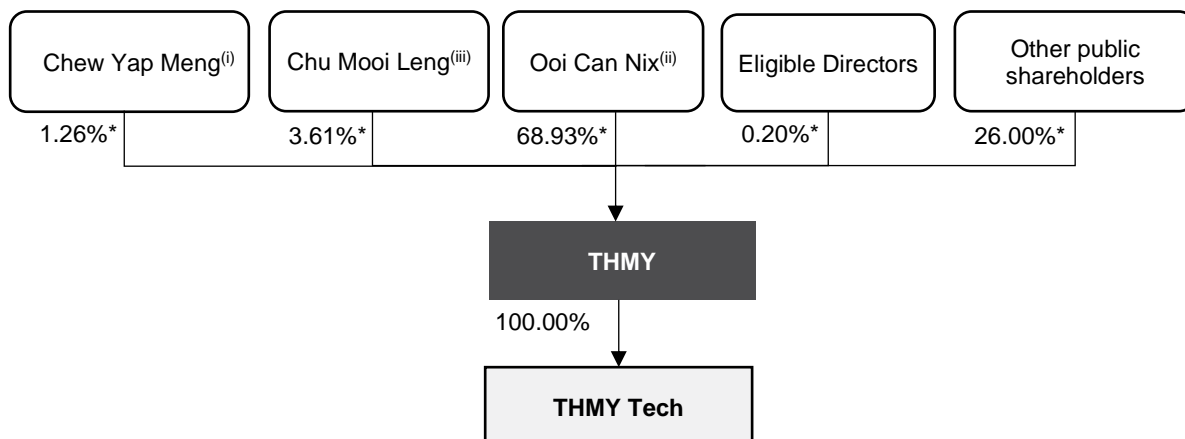 Chew Yap Meng(i)
Chu Mooi Leng(iii)
Ooi Can Nix(ii)
Eligible Directors
Other public
shareholders
1.26%*
3.61%*
68.93%*
0.20%*
26.00%*
THMY
100.00%
THMY Tech